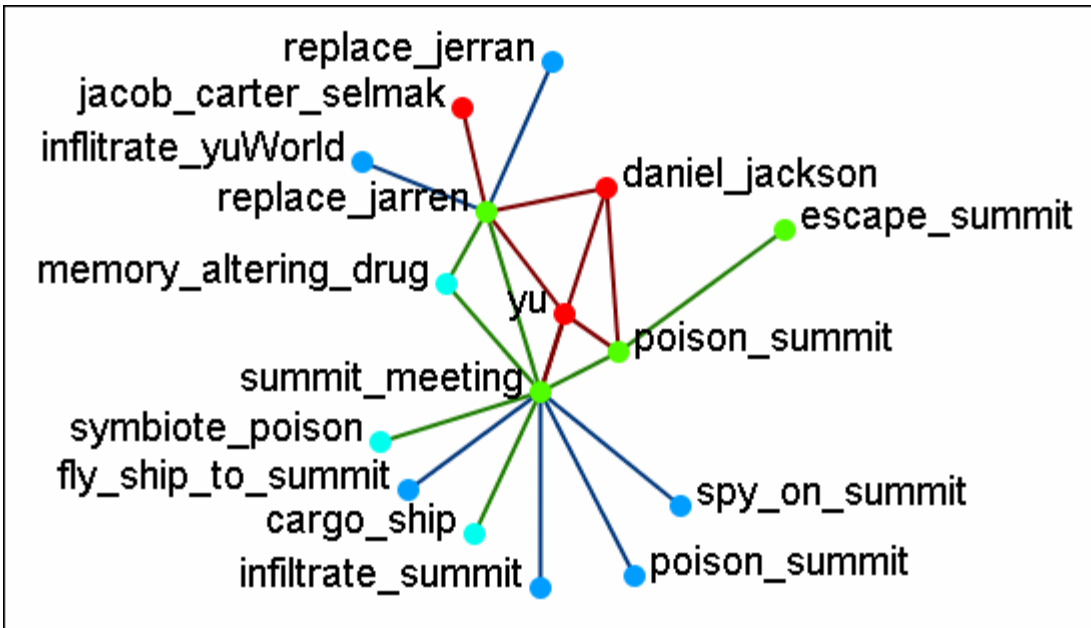 replace_jerran
jacob_carter_selmak
inflitrate_yuWorld
daniel_jackson
replace_jarren
escape_summit
memory_altering_drug
yu
poison_summit
summit_meeting
symbiote_poison
fly_ship_to_summit
spy_on_summit
cargo_ship
poison_summit
infiltrate_summit